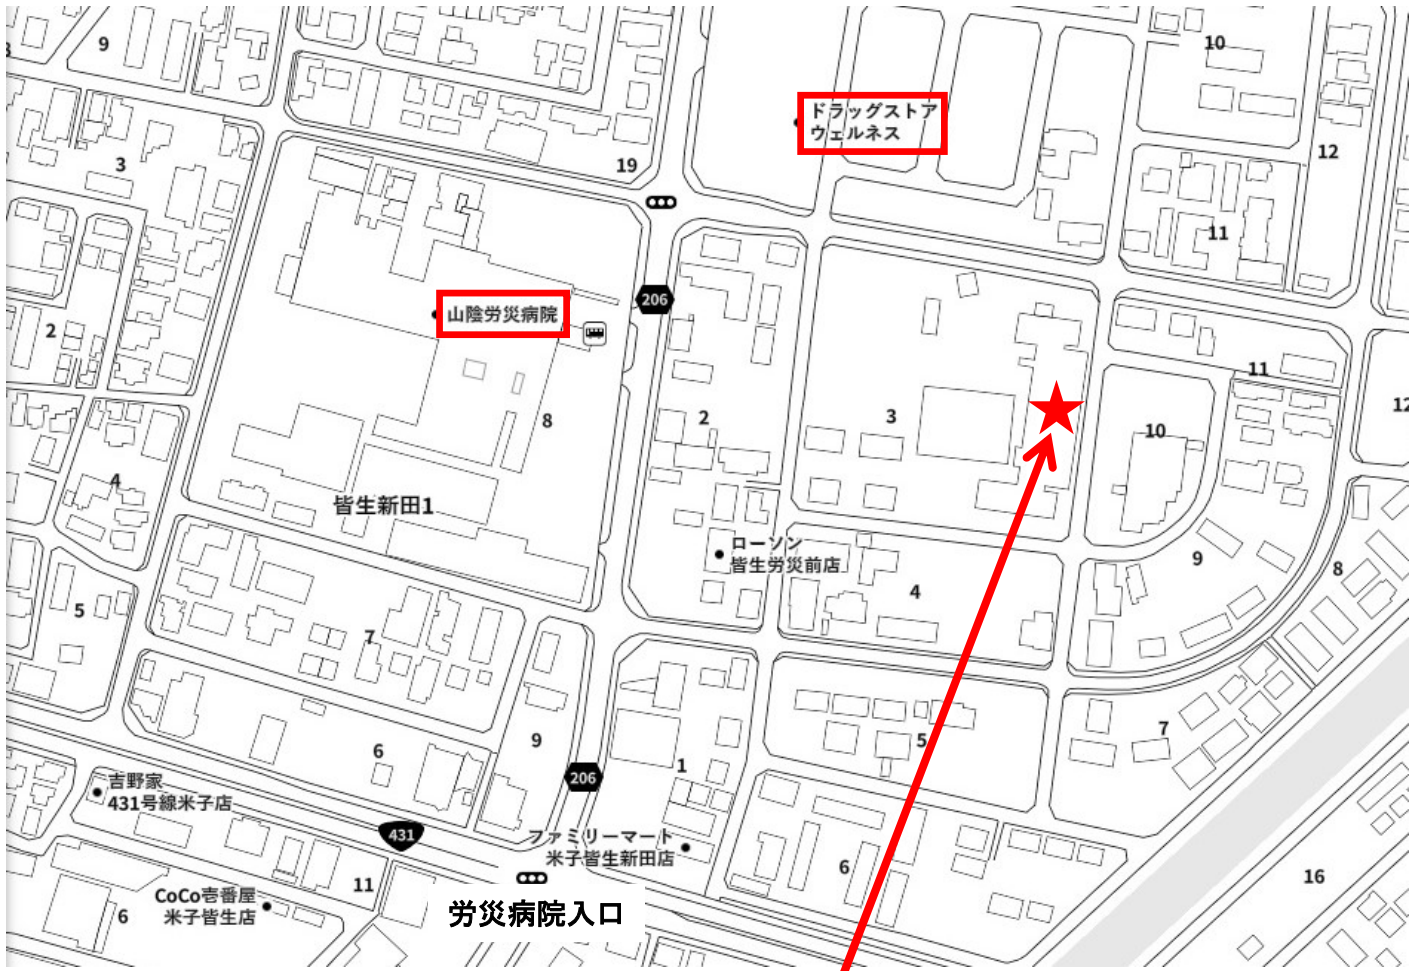 9
10
3
12
ドラッグストア
ウェルネス
19
11
206
山陰労災病院
2
8
2
3
11
12
10
4
皆生新田1
ローソン
皆生労災前店
9
8
5
4
7
7
9
5
6
1
206
吉野家
431号線米子店
431
ファミリーマート
米子皆生新田店
6
16
11
CoCo壱番屋
米子皆生店
6
労災病院入口